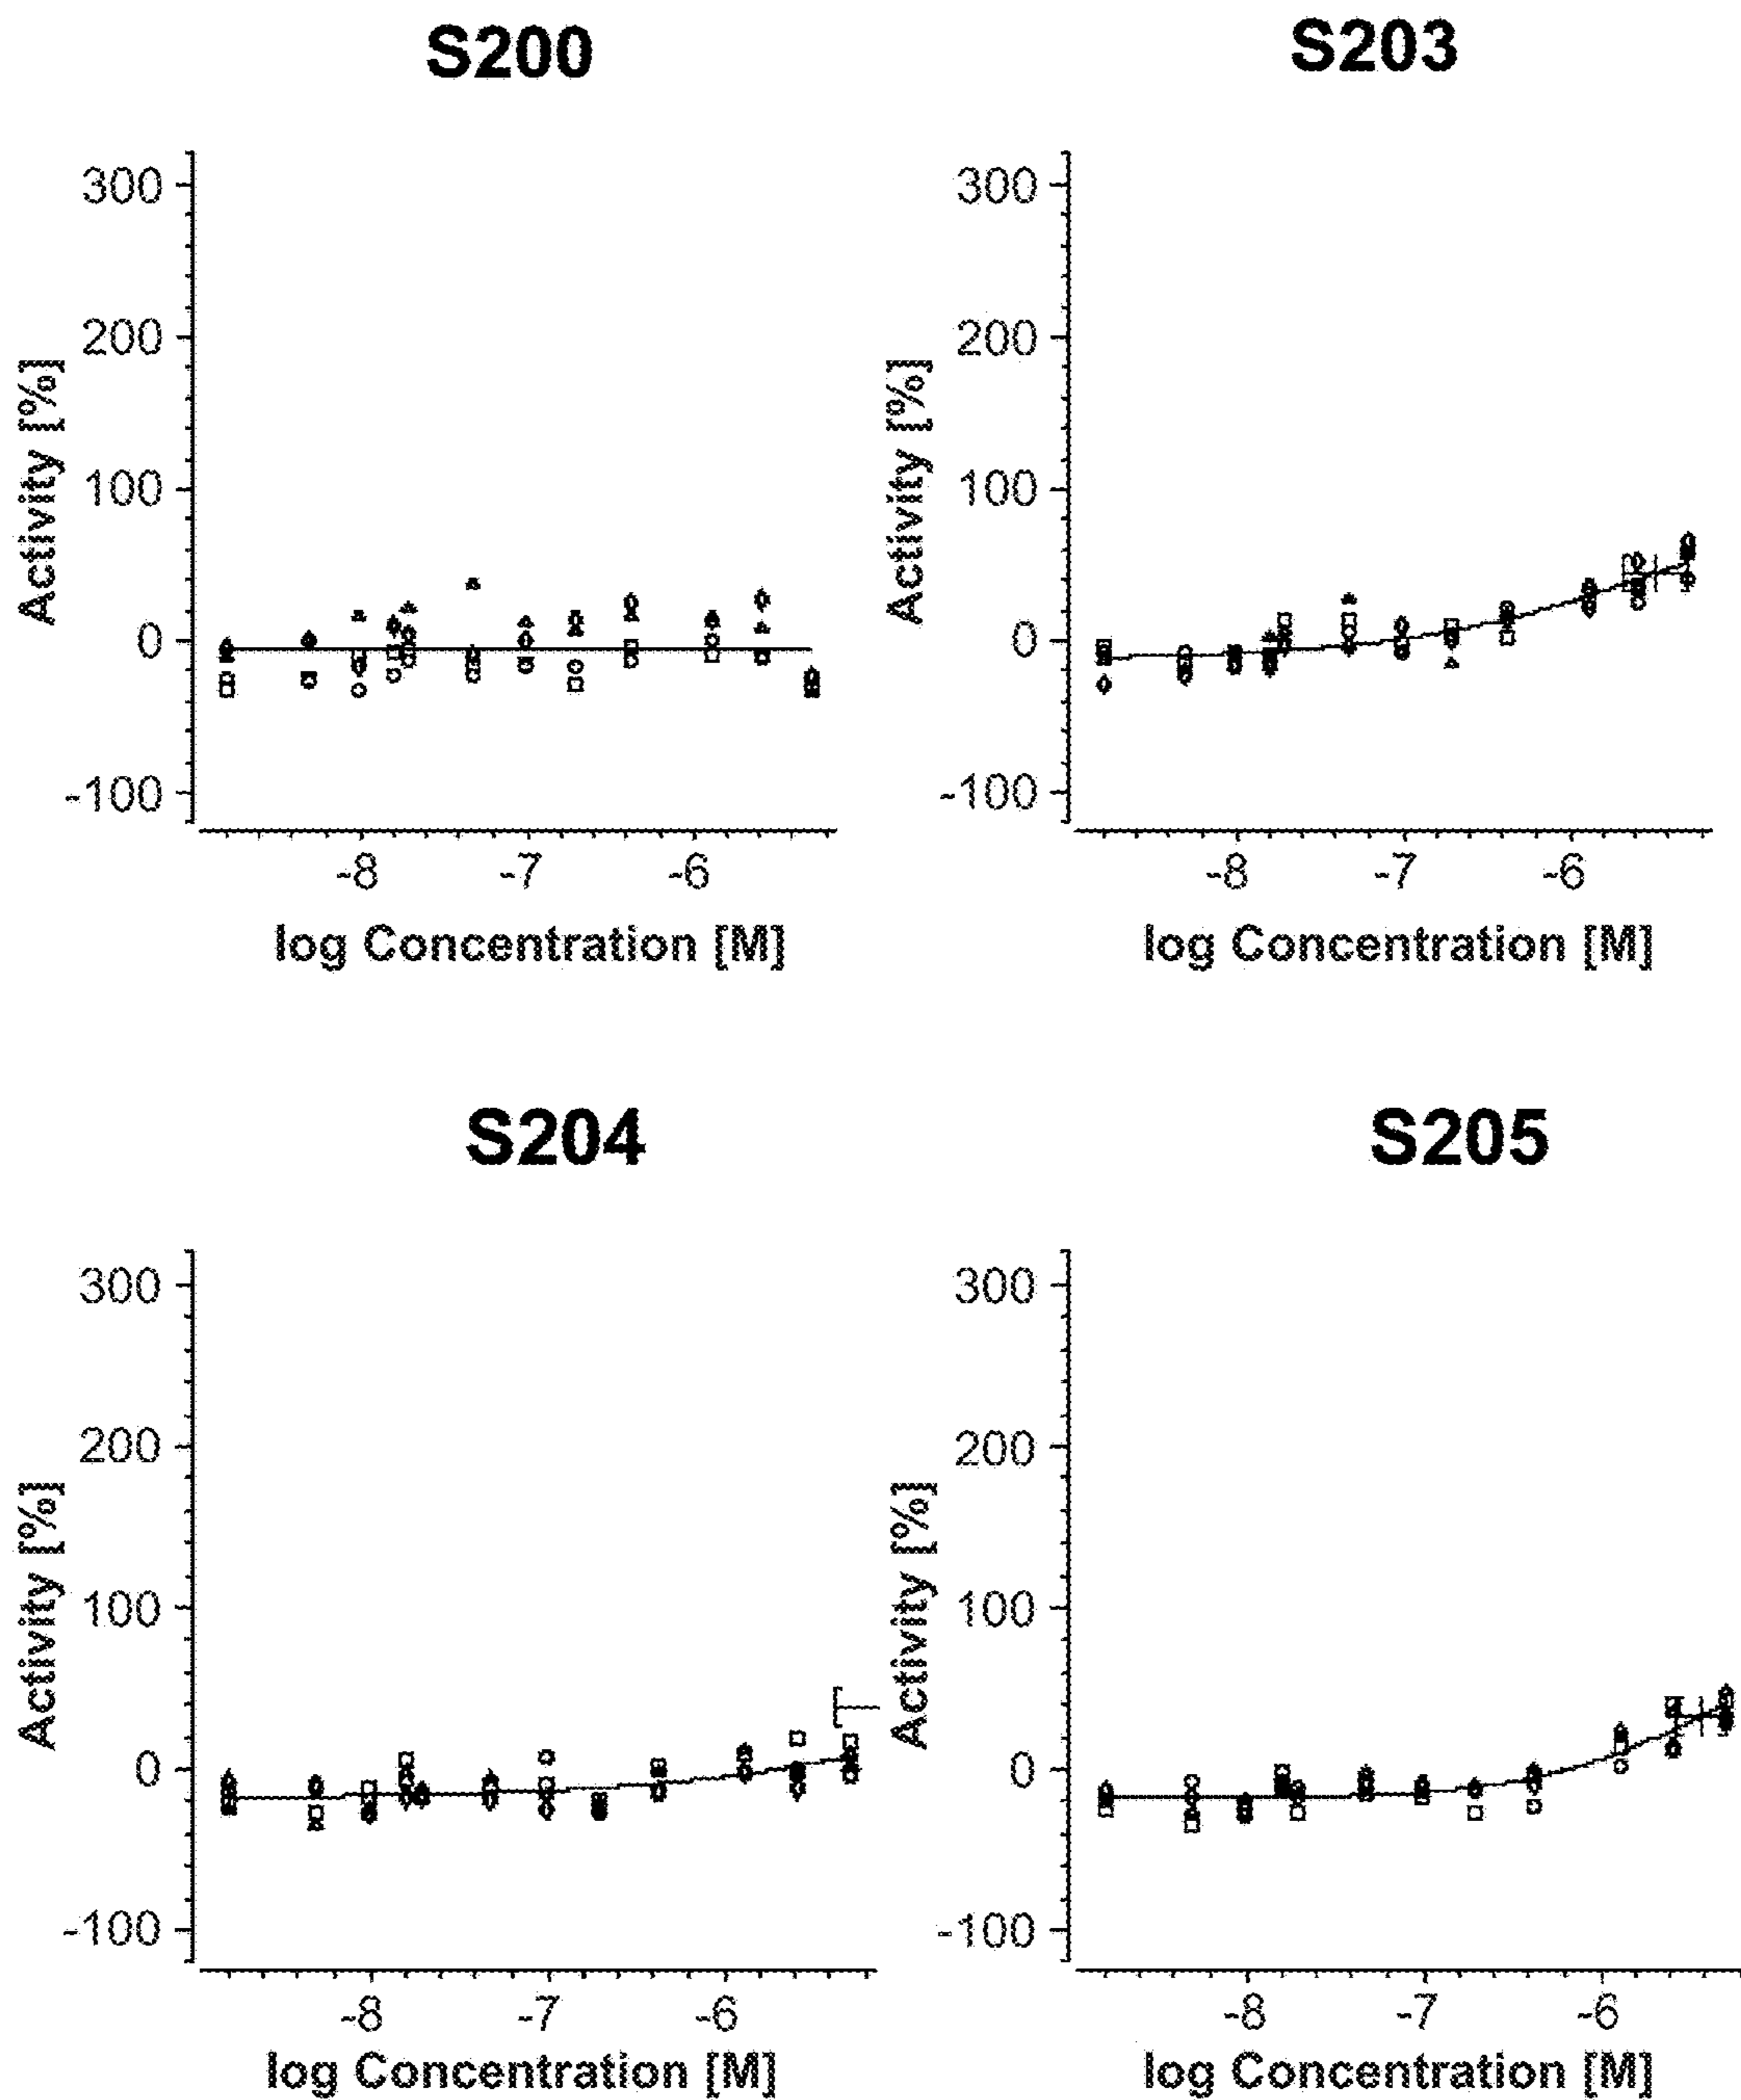 S200
S203
300
200
100
0
-100
Activity [%]
-8
-7
-6
log Concentration [M]
300
200
100
0
-100
Activity [%]
-8
-7
-6
log Concentration [M]
S204
S205
300
200
100
0
-100
Activity [%]
-8
-7
-6
log Concentration [M]
300
200
100
0
-100
Activity [%]
-8
-7
-6
log Concentration [M]